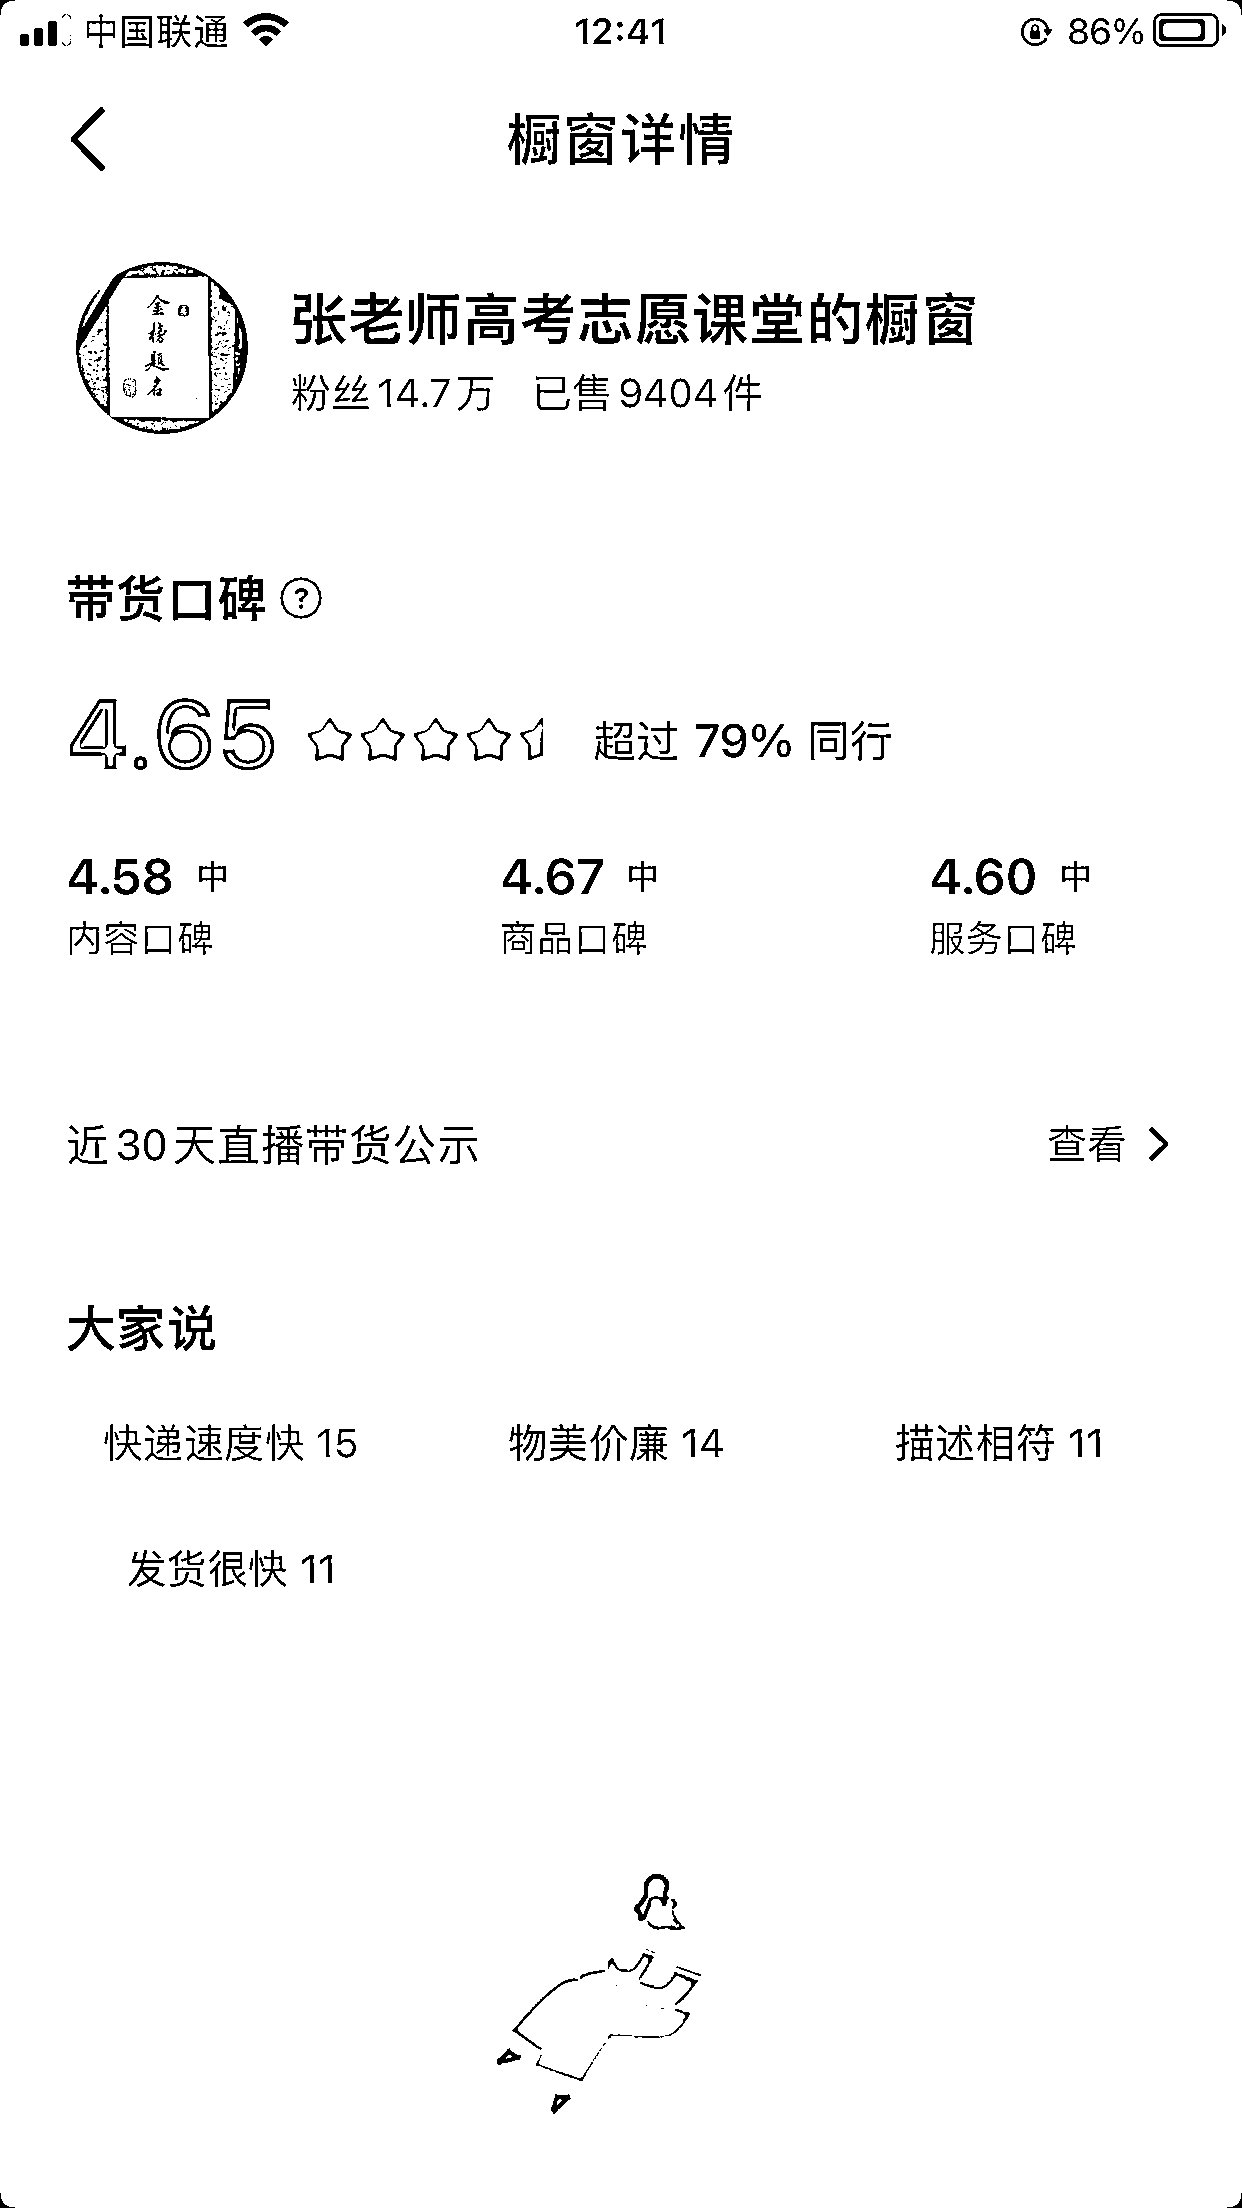 中国联通 12:41 86%
橱窗详情
金榜题名
张老师高考志愿课堂的橱窗
粉丝14.7万 已售9404件
带货口碑 ?
4.65 超过 79% 同行
4.58 中 4.67 中 4.60 中
内容口碑 商品口碑 服务口碑
近30天直播带货公示 查看
大家说
快递速度快 15 物美价廉 14 描述相符 11
发货很快 11